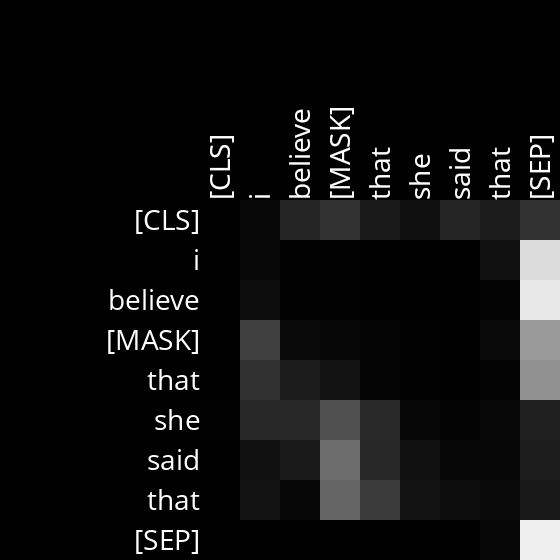 [CLS]
i
believe
[MASK]
that
she
said
that
[SEP]
[CLS]
i
believe
[MASK]
that
she
said
that
[SEP]